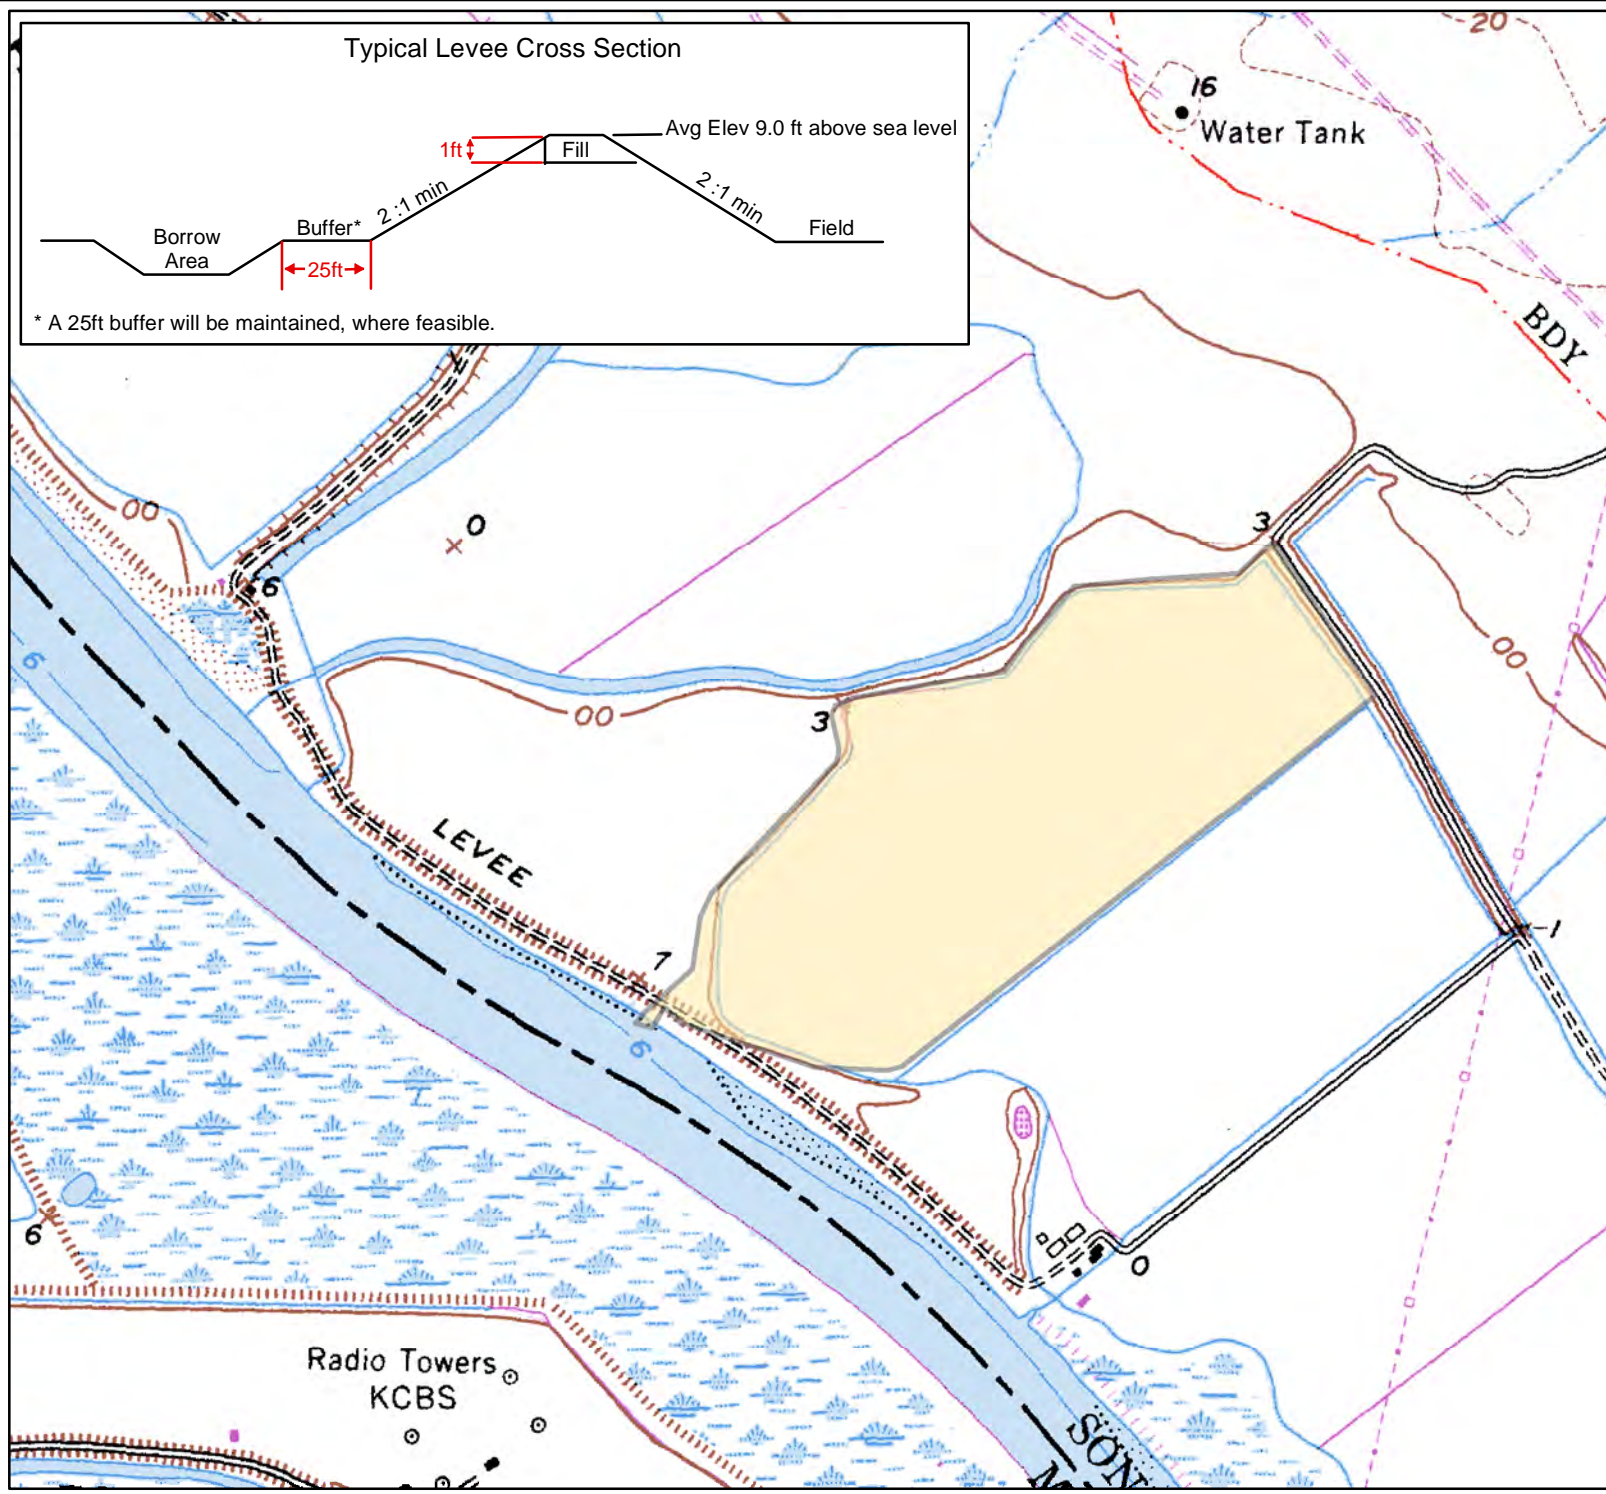 Typical Levee Cross Section
Avg Elev 9.0 ft above sea level
1ft
Fill
2 :1 min
2 :1 min
Buffer*
Borrow
Area
Field
25ft
* A 25ft buffer will be maintained, where feasible.
20
16
Water Tank
BDY
00
0
3
6
6
00
00
3
LEVEE
7
1
6
6
0
Radio Towers
KCBS
SON